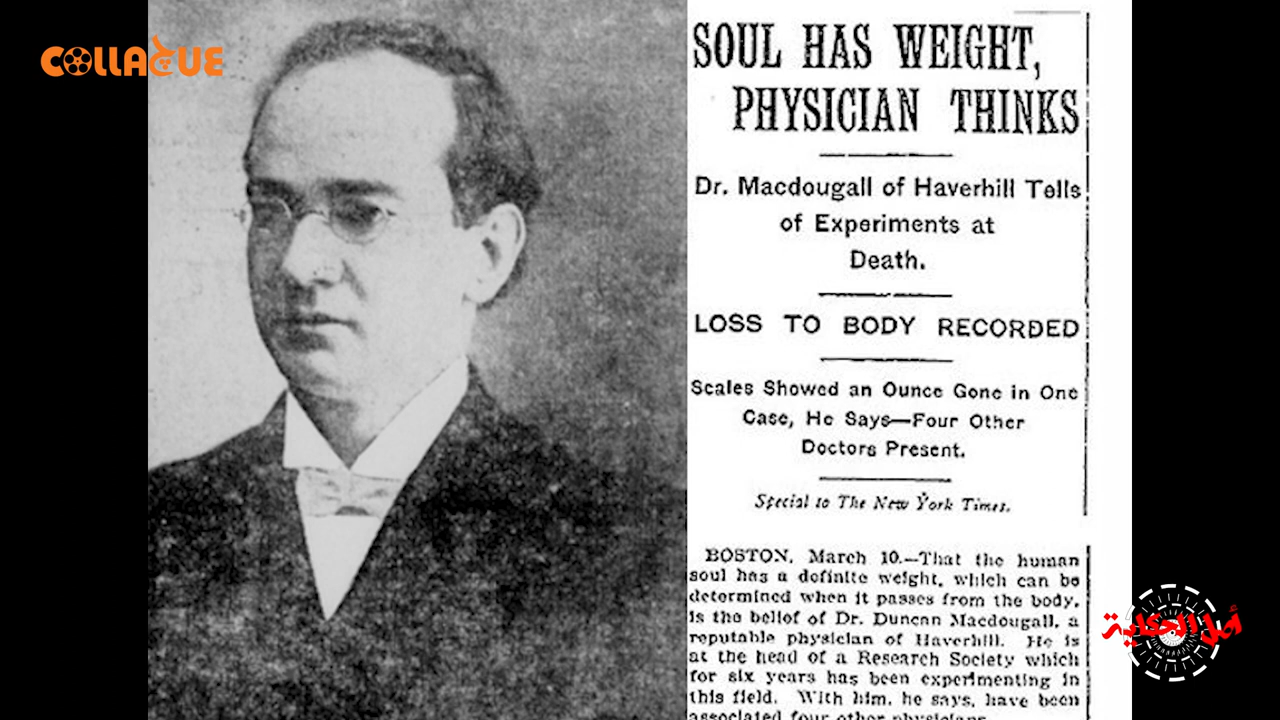 COLLAGUE
SOUL HAS WEIGHT,
PHYSICIAN THINKS
Dr. Macdougall of Haverhill Tells
of Experiments at
Death.
LOSS TO BODY RECORDED
Scales Showed an Ounce Gone in One
Case, He Says—Four Other
Doctors Present.
Special to The New York Times.
BOSTON, March 10.—That the human
soul has a definite weight, which can be
determined when it passes from the body,
is the belief of Dr. Duncan Macdougall, a
reputable physician of Haverhill. He is
at the head of a Research Society which
for six years has been experimenting in
this field. With him, he says, have been
associated four other physicians.
أصل الحكاية